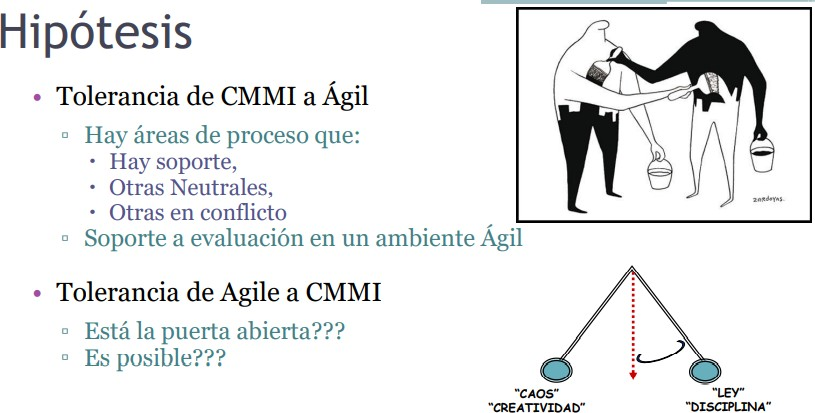 Hipótesis
• Tolerancia de CMMI a Ágil
▫ Hay áreas de proceso que:
• Hay soporte,
• Otras Neutrales,
• Otras en conflicto
▫ Soporte a evaluación en un ambiente Ágil
• Tolerancia de Agile a CMMI
▫ Está la puerta abierta???
▫ Es posible???
ZARDOYAS.
“CAOS”
“CREATIVIDAD”
“LEY”
“DISCIPLINA”